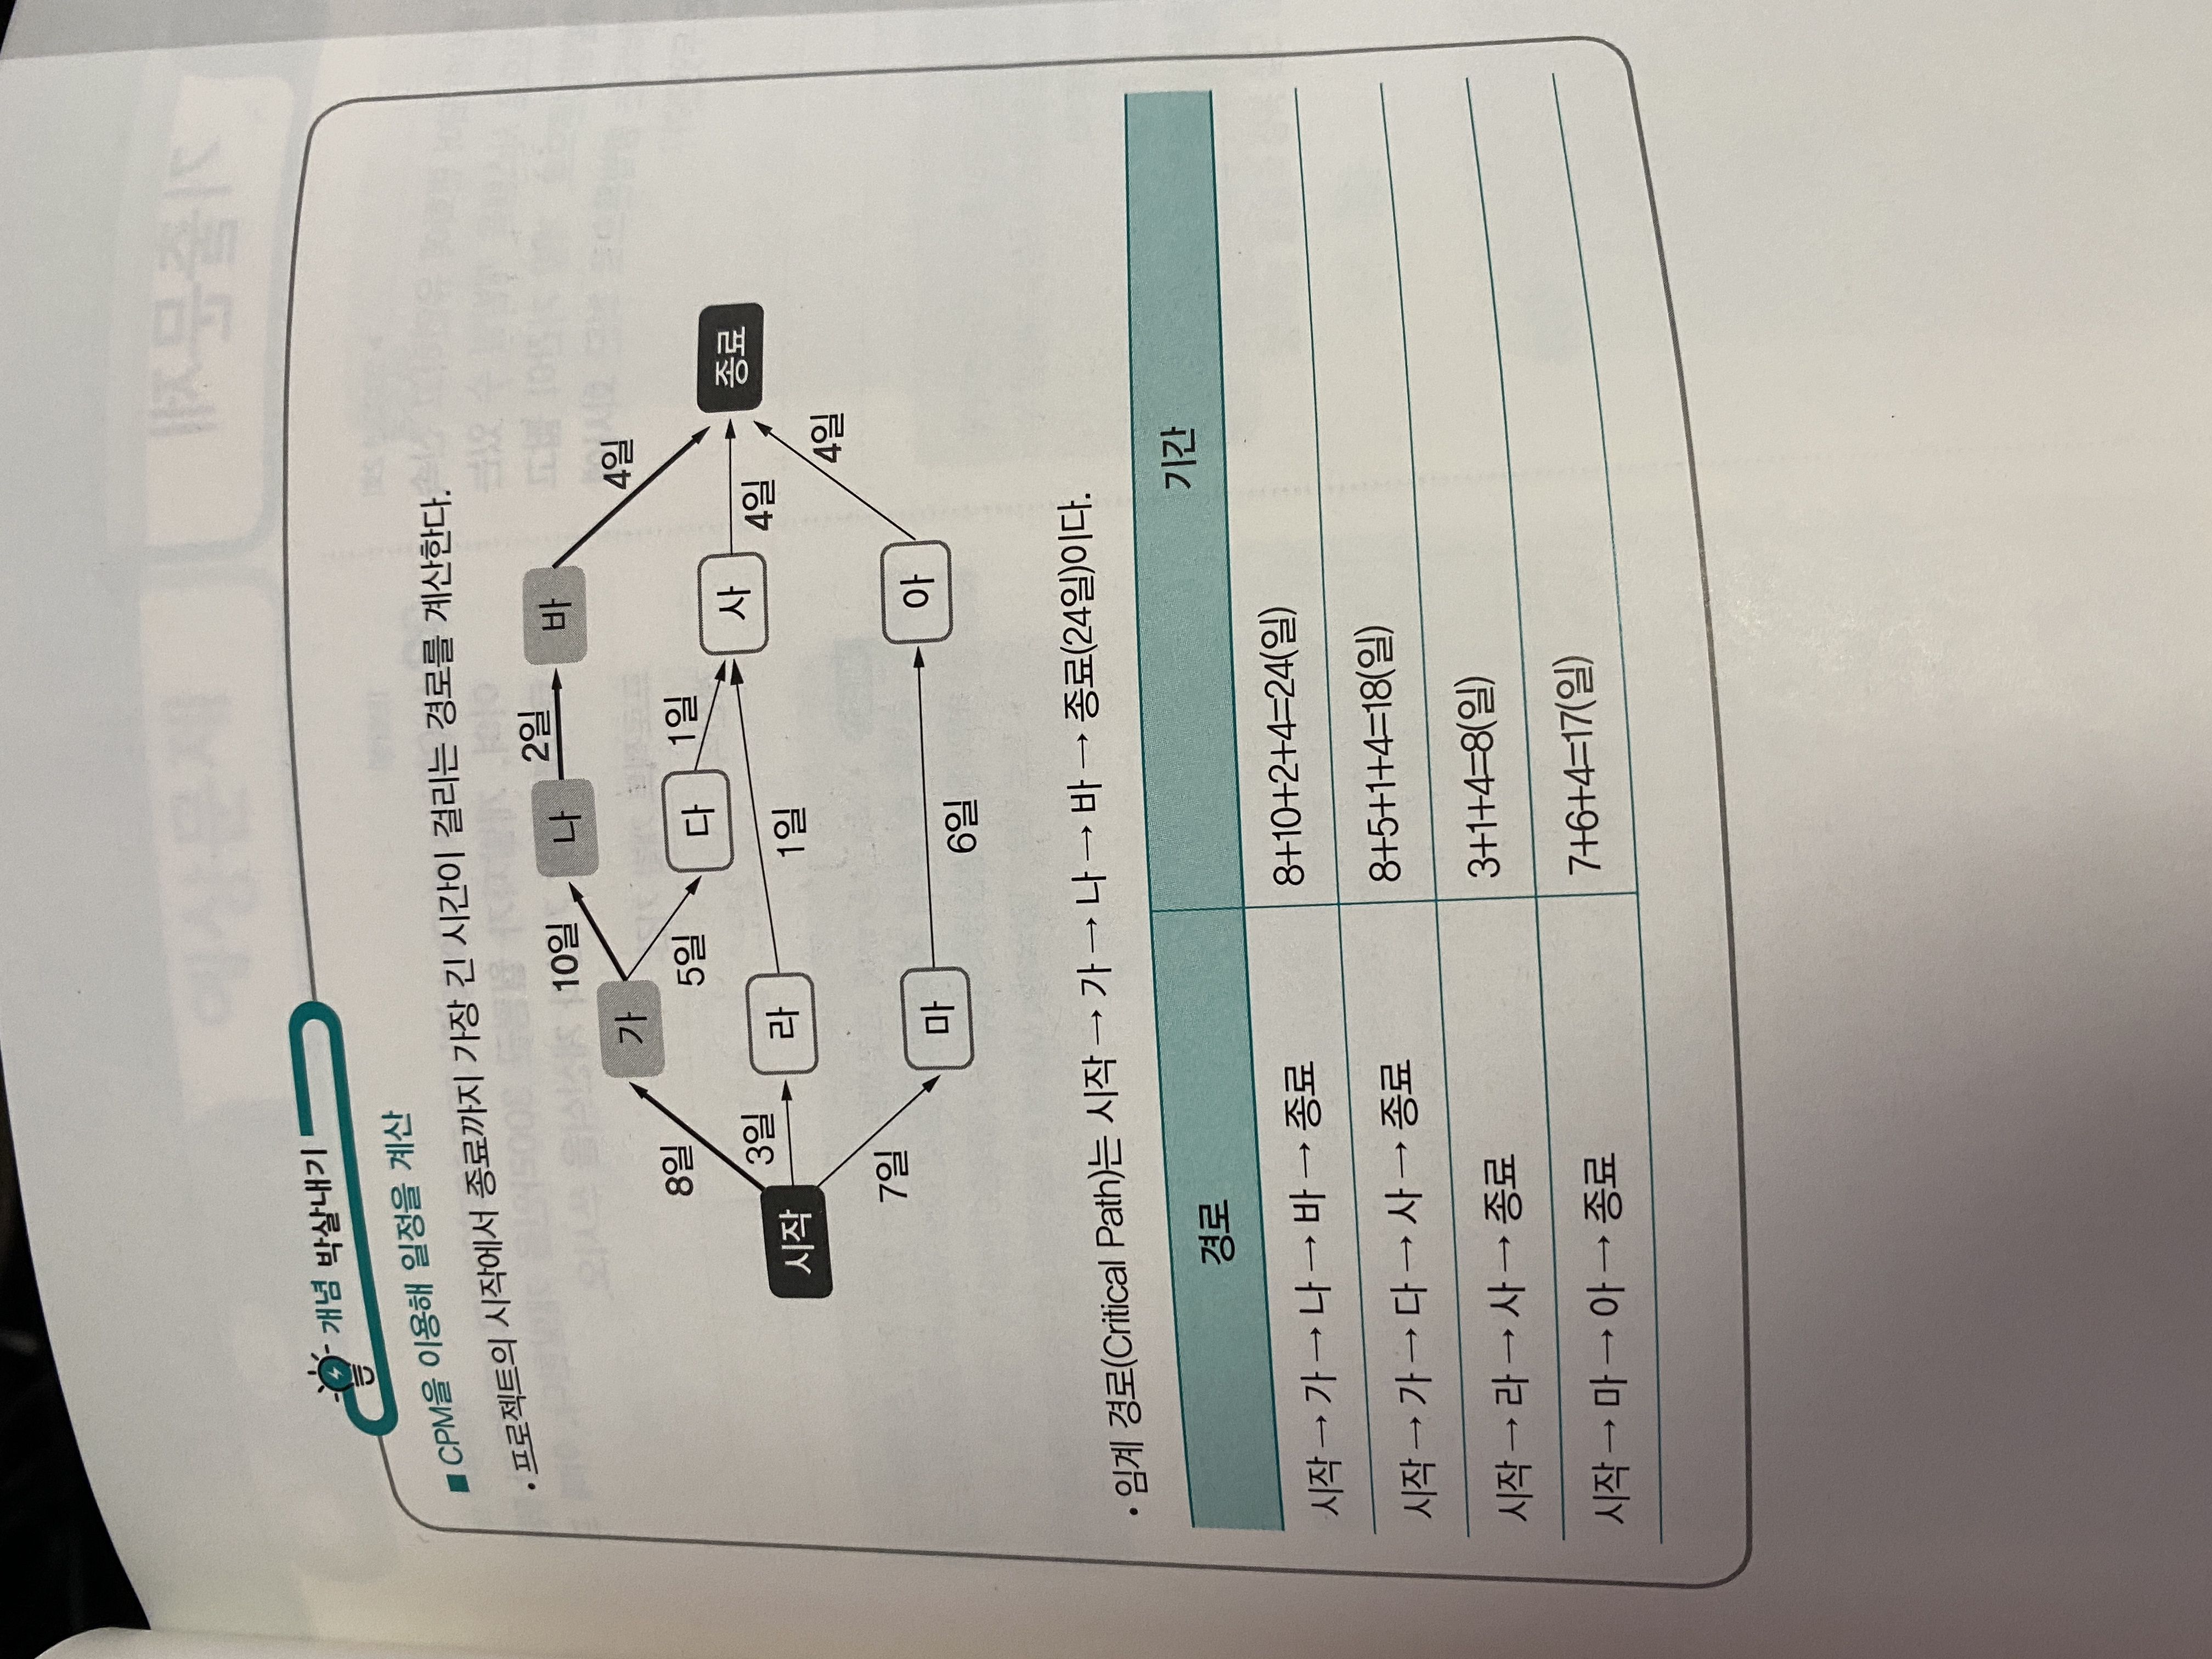 개념 박살내기
■ CPM을 이용해 일정을 계산
• 프로젝트의 시작에서 종료까지 가장 긴 시간이 걸리는 경로를 계산한다.
10일 나 2일 바
8일 가 4일
5일 다 1일
시작 3일 라 1일 사 4일 종료
7일 4일
마 6일 아
• 임계 경로(Critical Path)는 시작 → 가 → 나 → 바 → 종료(24일)이다.
경로 기간
시작 → 가 → 나 → 바 → 종료 8+10+2+4=24(일)
시작 → 가 → 다 → 사 → 종료 8+5+1+4=18(일)
시작 → 라 → 사 → 종료 3+1+4=8(일)
시작 → 마 → 아 → 종료 7+6+4=17(일)